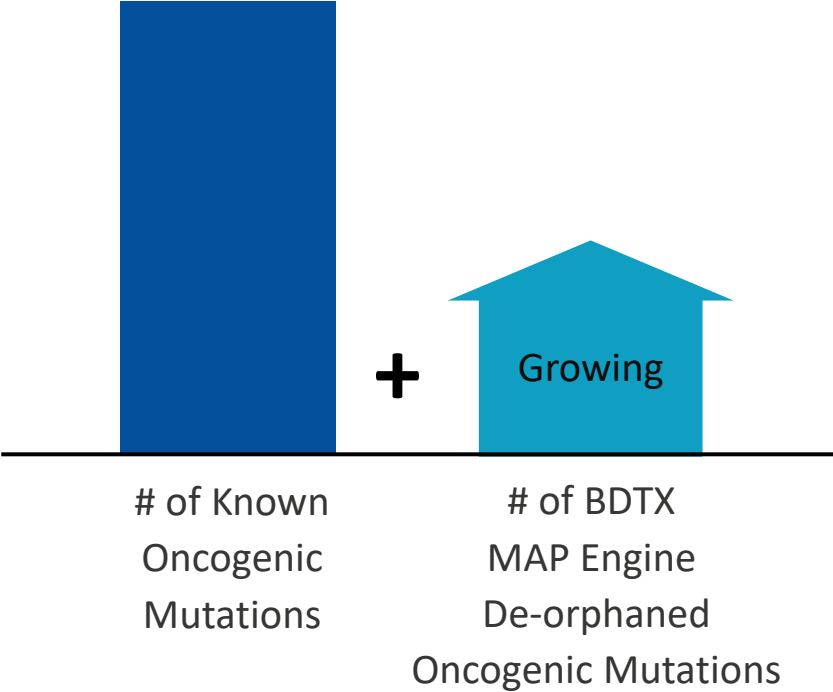 +
Growing
# of Known
Oncogenic
Mutations
# of BDTX
MAP Engine
De-orphaned
Oncogenic Mutations